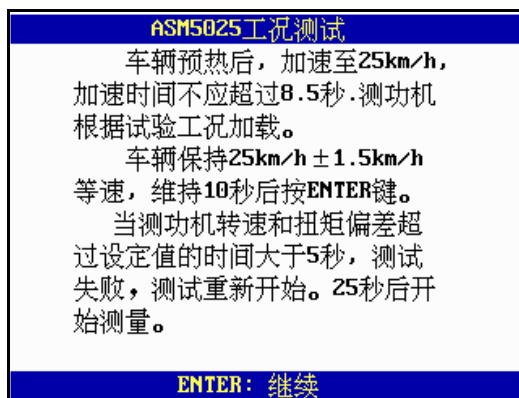 ASM5025工况测试
车辆预热后，加速至25km/h，
加速时间不应超过8.5秒.测功机
根据试验工况加载。
车辆保持25km/h±1.5km/h
等速，维持10秒后按ENTER键。
当测功机转速和扭矩偏差超
过设定值的时间大于5秒，测试
失败，测试重新开始。25秒后开
始测量。
ENTER: 继续